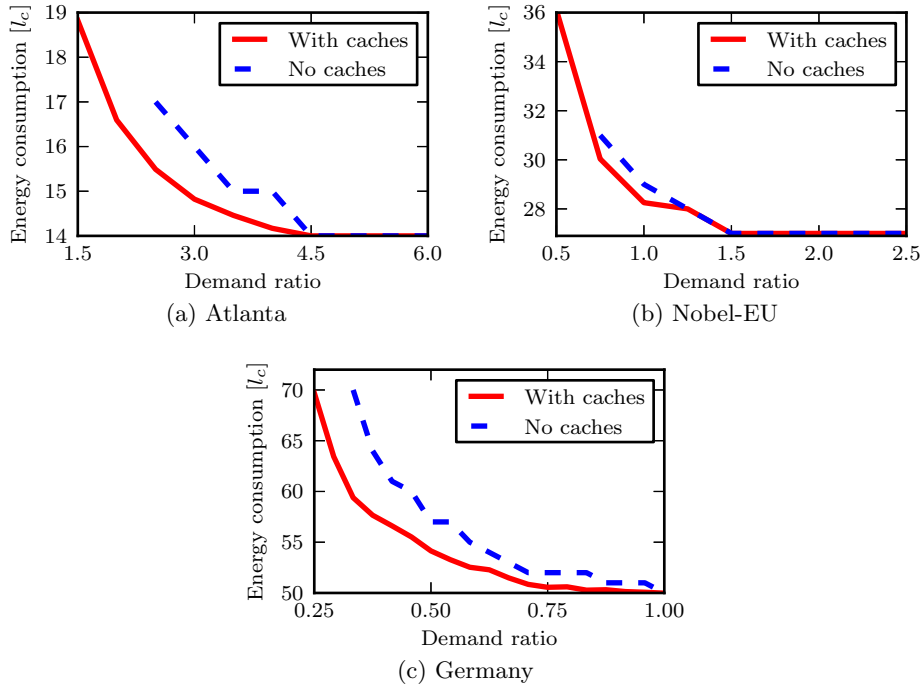 19
18
17
16
15
14
Energy consumption [l_c]
With caches
No caches
1.5 3.0 4.5 6.0
Demand ratio
(a) Atlanta
36
34
32
30
28
Energy consumption [l_c]
With caches
No caches
0.5 1.0 1.5 2.0 2.5
Demand ratio
(b) Nobel-EU
70
65
60
55
50
Energy consumption [l_c]
With caches
No caches
0.25 0.50 0.75 1.00
Demand ratio
(c) Germany